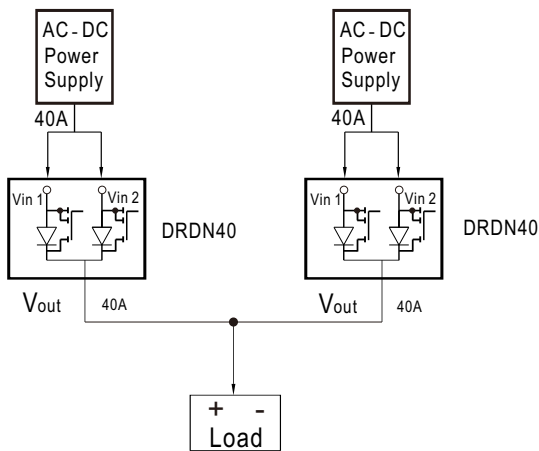 AC - DC
Power
Supply
AC - DC
Power
Supply
40A
40A
Vin 1
Vin 2
DRDN40
Vin 1
Vin 2
DRDN40
Vout
40A
Vout
40A
+ -
Load